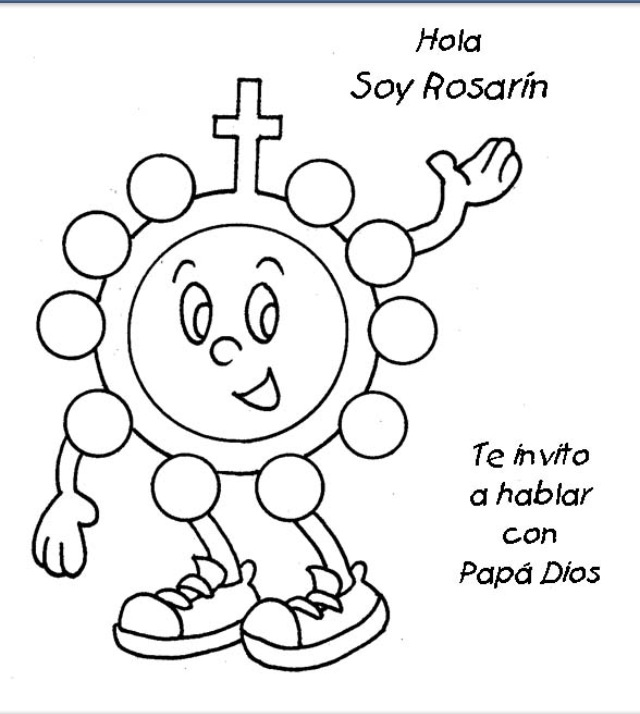 Hola
Soy Rosarín
Te invito
a hablar
con
Papá Dios